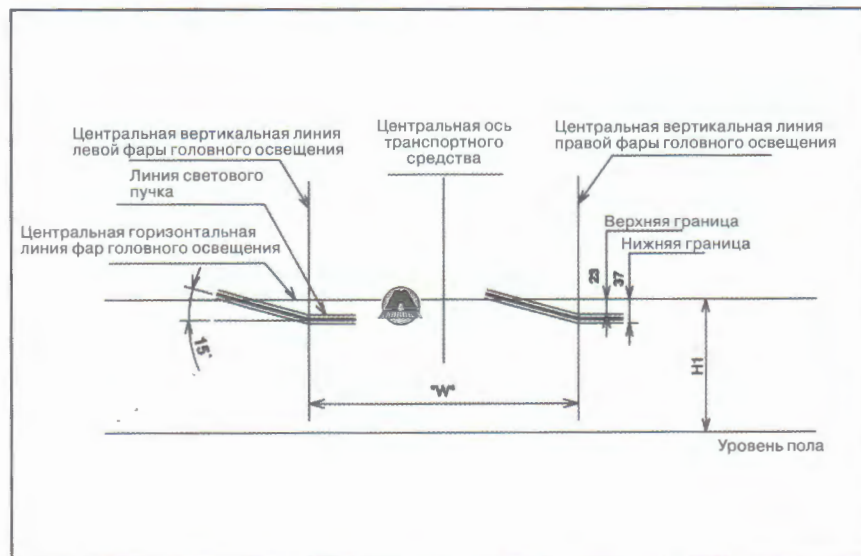 Центральная вертикальная линия
левой фары головного освещения
Центральная ось
транспортного
средства
Центральная вертикальная линия
правой фары головного освещения
Линия светового
пучка
Центральная горизонтальная
линия фар головного освещения
Верхняя граница
Нижняя граница
23
37
15°
H1
"W"
Уровень пола